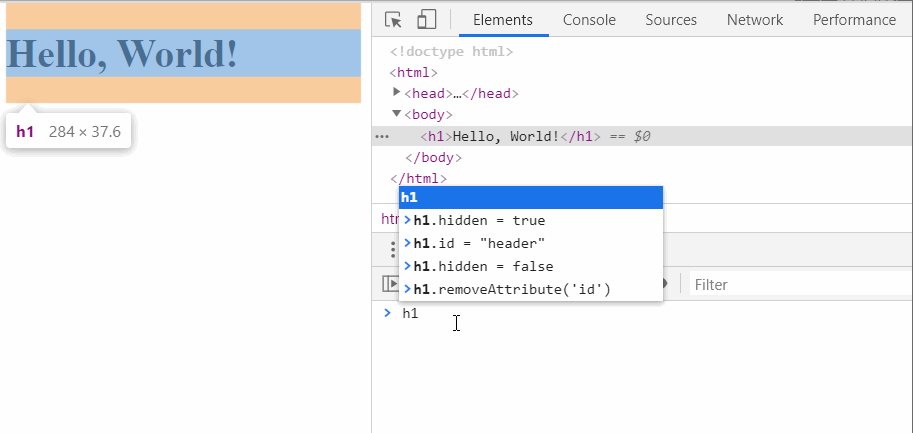 Hello, World!
h1 284 × 37.6
Elements Console Sources Network Performance
<!doctype html>
<html>
<head>…</head>
<body>
<h1>Hello, World!</h1> == $0
</body>
</html>
h1
h1.hidden = true
h1.id = "header"
h1.hidden = false
h1.removeAttribute('id')
Filter
> h1